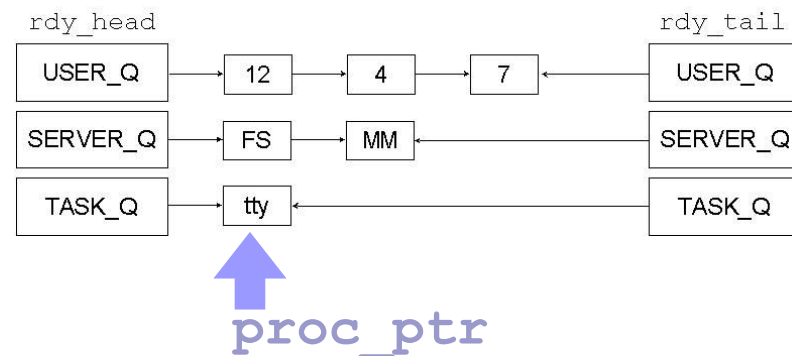 rdy_head rdy_tail
USER_Q 12 4 7 USER_Q
SERVER_Q FS MM SERVER_Q
TASK_Q tty TASK_Q
proc_ptr